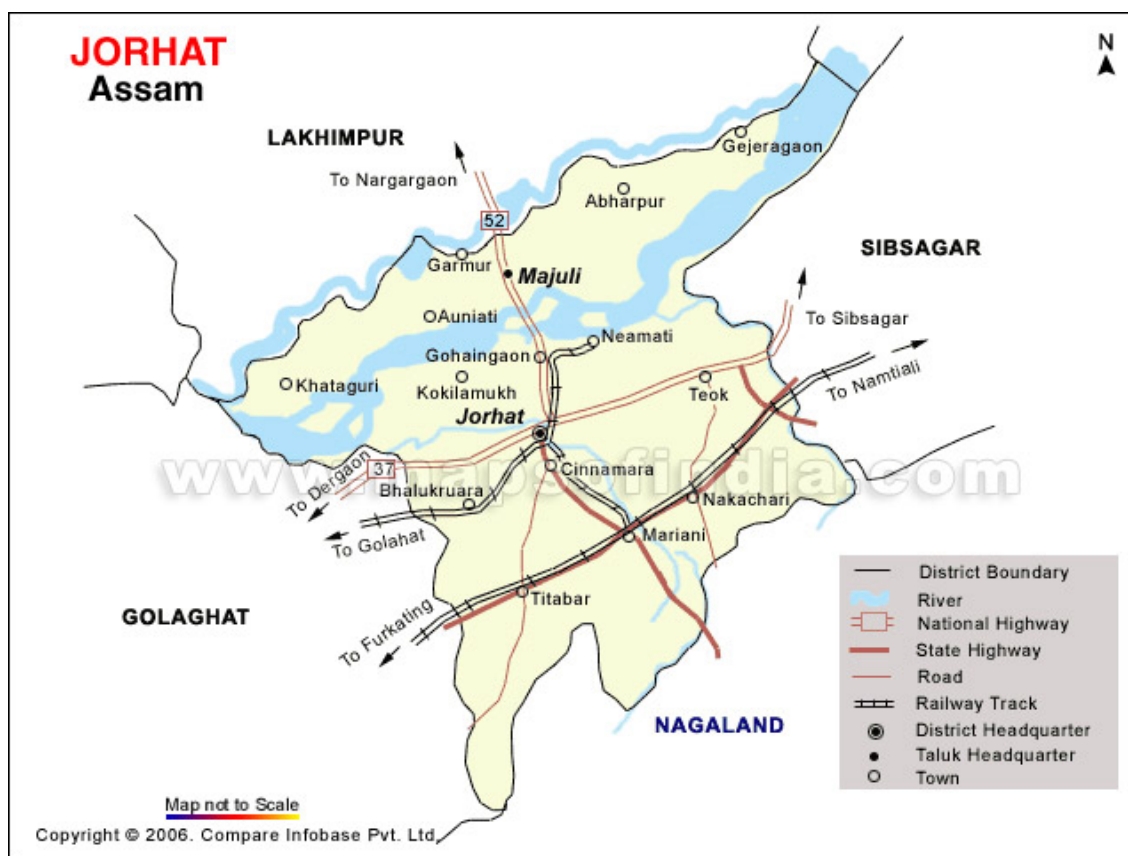 JORHAT
Assam
N
LAKHIMPUR
To Nargargaon
Gejeragaon
Abharpur
52
SIBSAGAR
Garmur
Majuli
Auniati
To Sibsagar
Neamati
Gohaingaon
To Namtiali
Khataguri
Kokilamukh
Teok
Jorhat
www.mapsofindia.com
37
To Dergaon
Cinnamara
Bhalukruara
Nakachari
To Golahat
Mariani
Titabar
To Furkating
GOLAGHAT
NAGALAND
District Boundary
River
National Highway
State Highway
Road
Railway Track
District Headquarter
Taluk Headquarter
Town
Map not to Scale
Copyright © 2006. Compare Infobase Pvt. Ltd